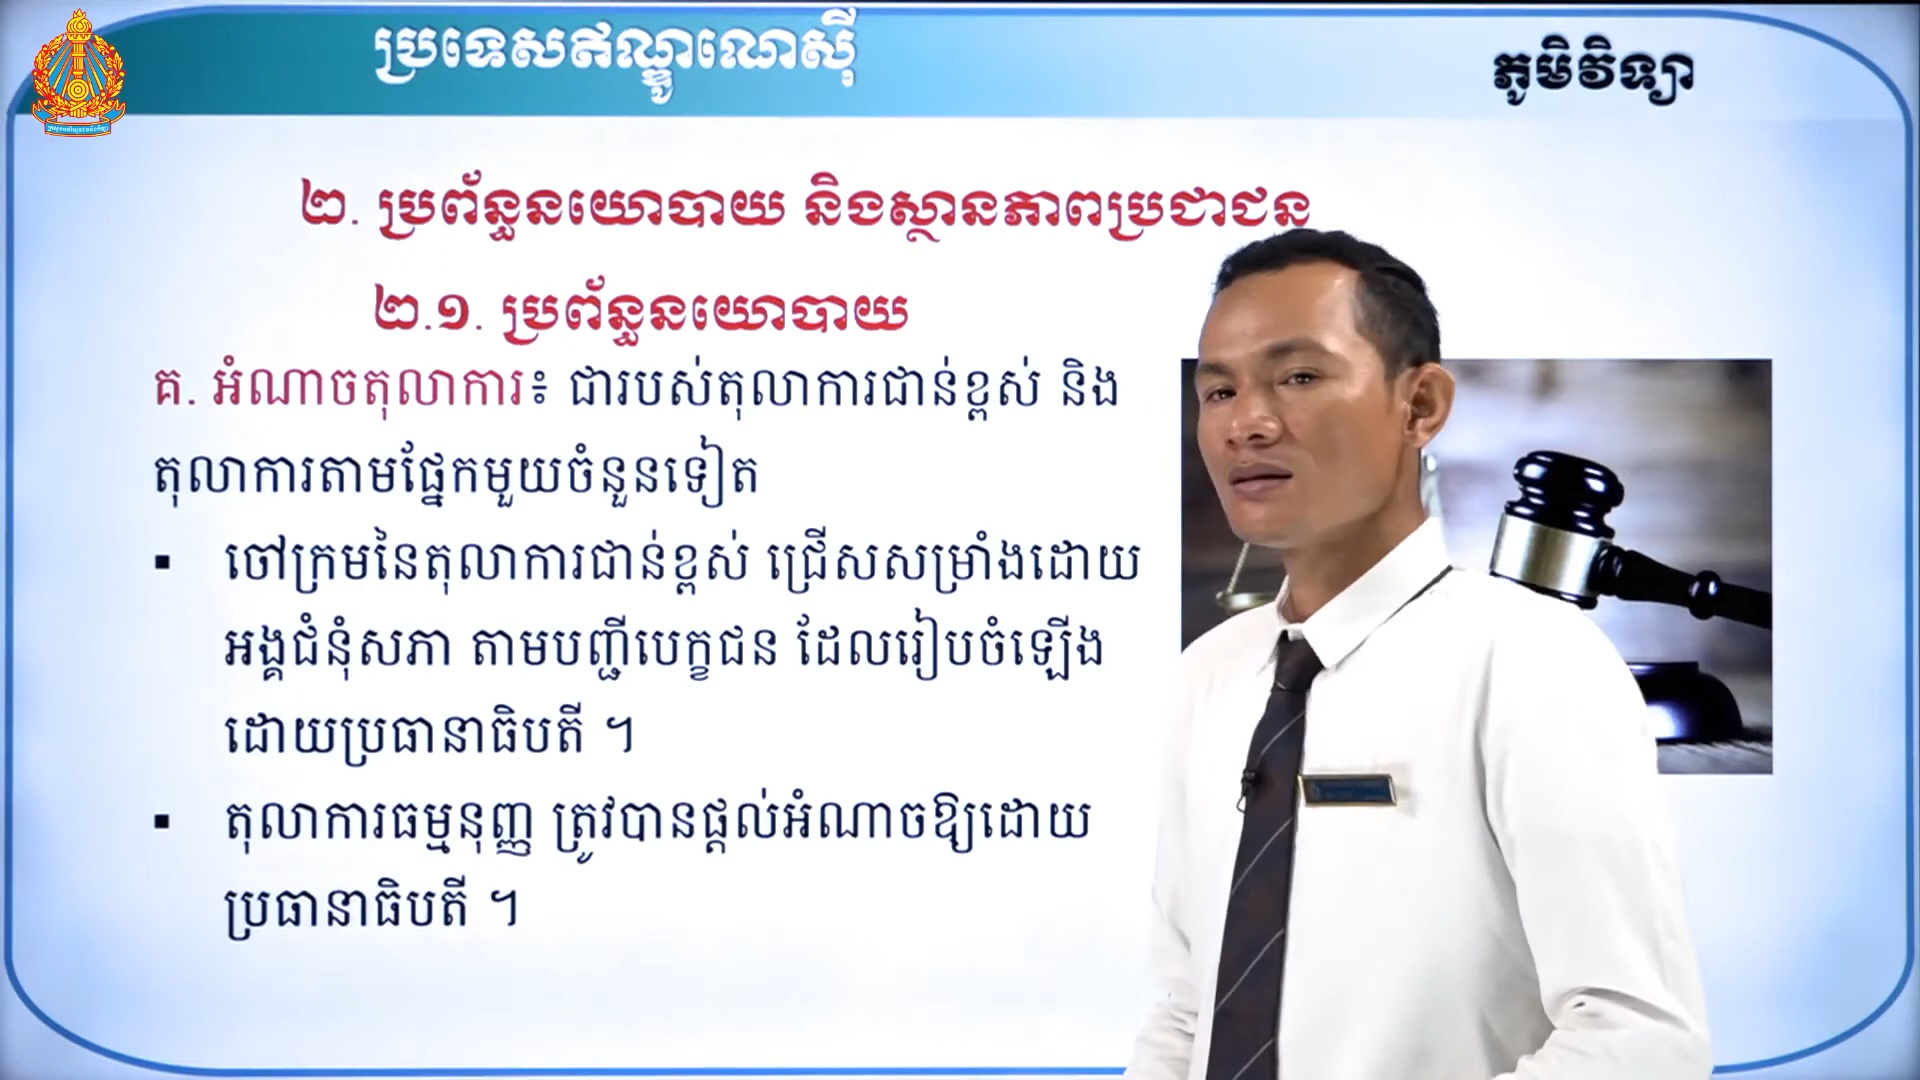 ប្រទេសឥណ្ឌូណេស៊ី
ភូមិវិទ្យា
២. ប្រព័ន្ធនយោបាយ និងស្ថានភាពប្រជាជន
២.១. ប្រព័ន្ធនយោបាយ
គ. អំណាចតុលាការ៖ ជារបស់តុលាការជាន់ខ្ពស់ និង
តុលាការតាមផ្នែកមួយចំនួនទៀត
▪ ចៅក្រមនៃតុលាការជាន់ខ្ពស់ ជ្រើសសម្រាំងដោយ
អង្គជំនុំសភា តាមបញ្ជីបេក្ខជន ដែលរៀបចំឡើង
ដោយប្រធានាធិបតី ។
▪ តុលាការធម្មនុញ្ញ ត្រូវបានផ្តល់អំណាចឱ្យដោយ
ប្រធានាធិបតី ។